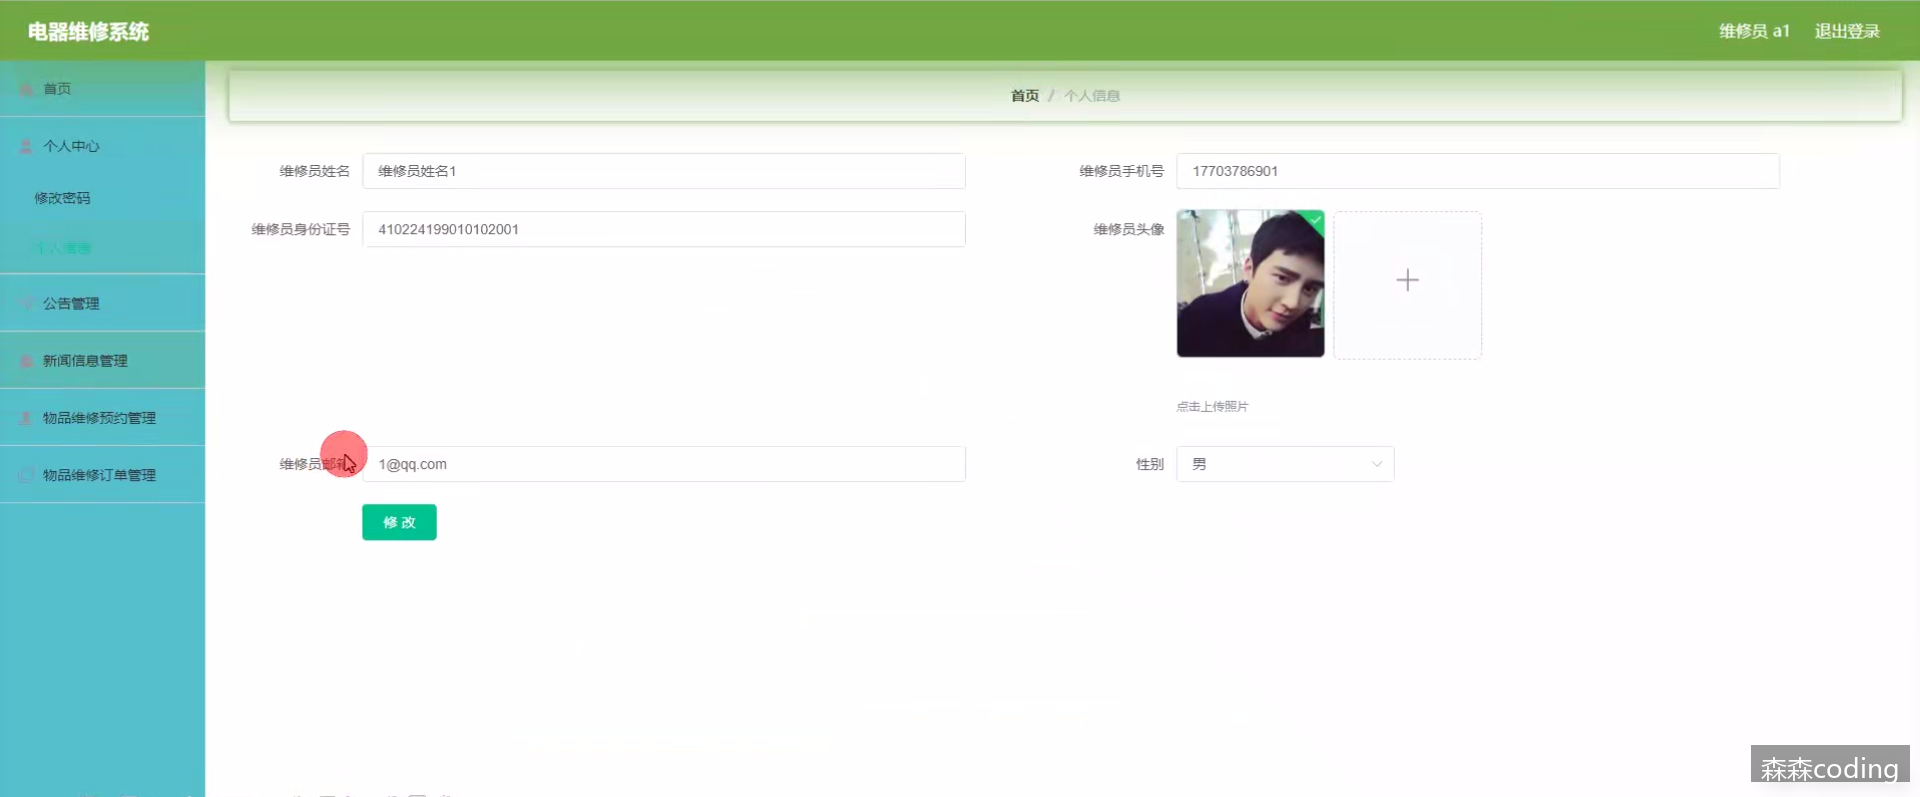 电器维修系统
维修员 a1
退出登录
首页
个人中心
修改密码
个人信息
公告管理
新闻信息管理
物品维修预约管理
物品维修订单管理
首页 / 个人信息
维修员姓名 维修员姓名1
维修员手机号 17703786901
维修员身份证号 410224199010102001
维修员头像
点击上传照片
维修员邮箱 1@qq.com
性别 男
修改
森森coding